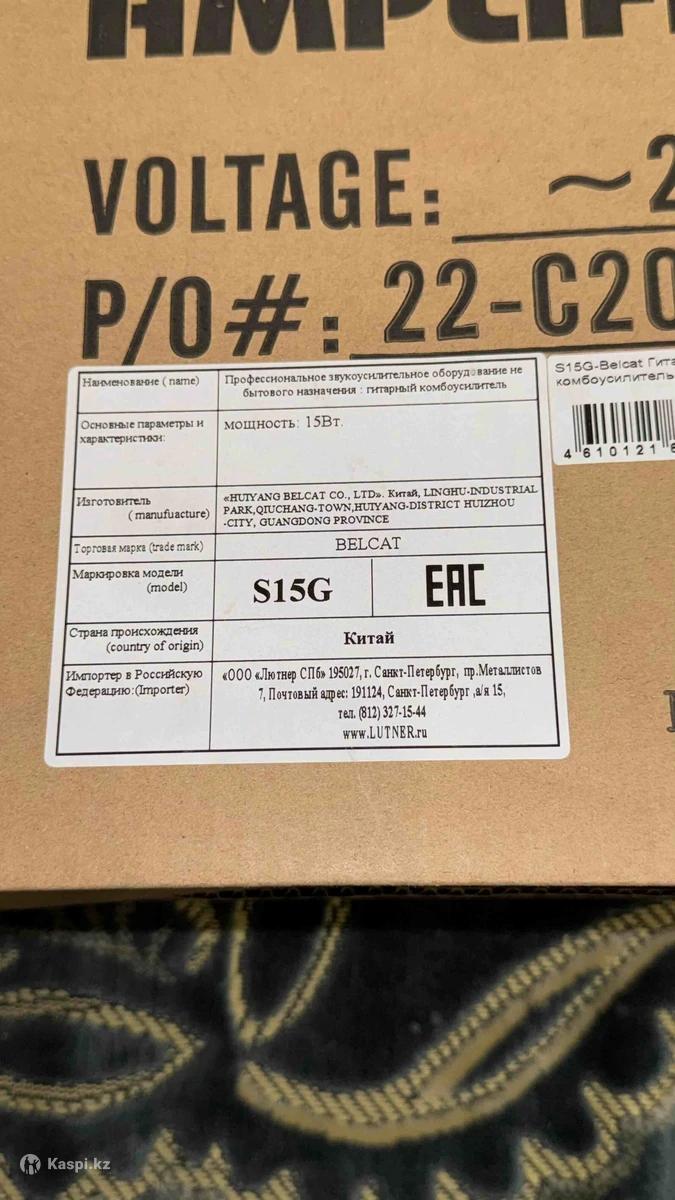 AMPLIF
VOLTAGE: ~2
P/O#: 22-C20
S15G-Belcat Гита
комбоусилитель
4 610121 6
Наименование ( name)
Профессиональное звукоусилительное оборудование не
бытового назначения : гитарный комбоусилитель
Основные параметры и
характеристики:
мощность: 15Вт.
Изготовитель
( manufuacture)
«HUIYANG BELCAT CO., LTD». Китай, LINGHU-INDUSTRIAL
PARK,QIUCHANG-TOWN,HUIYANG-DISTRICT HUIZHOU
-CITY, GUANGDONG PROVINCE
Торговая марка (trade mark)
BELCAT
Маркировка модели
(model)
S15G
EAC
Страна происхождения
(country of origin)
Китай
Импортер в Российскую
Федерацию:(Importer)
«ООО «Лютнер СПб» 195027, г. Санкт-Петербург, пр.Металлистов
7, Почтовый адрес: 191124, Санкт-Петербург ,а/я 15,
тел. (812) 327-15-44
www.LUTNER.ru
Kaspi.kz